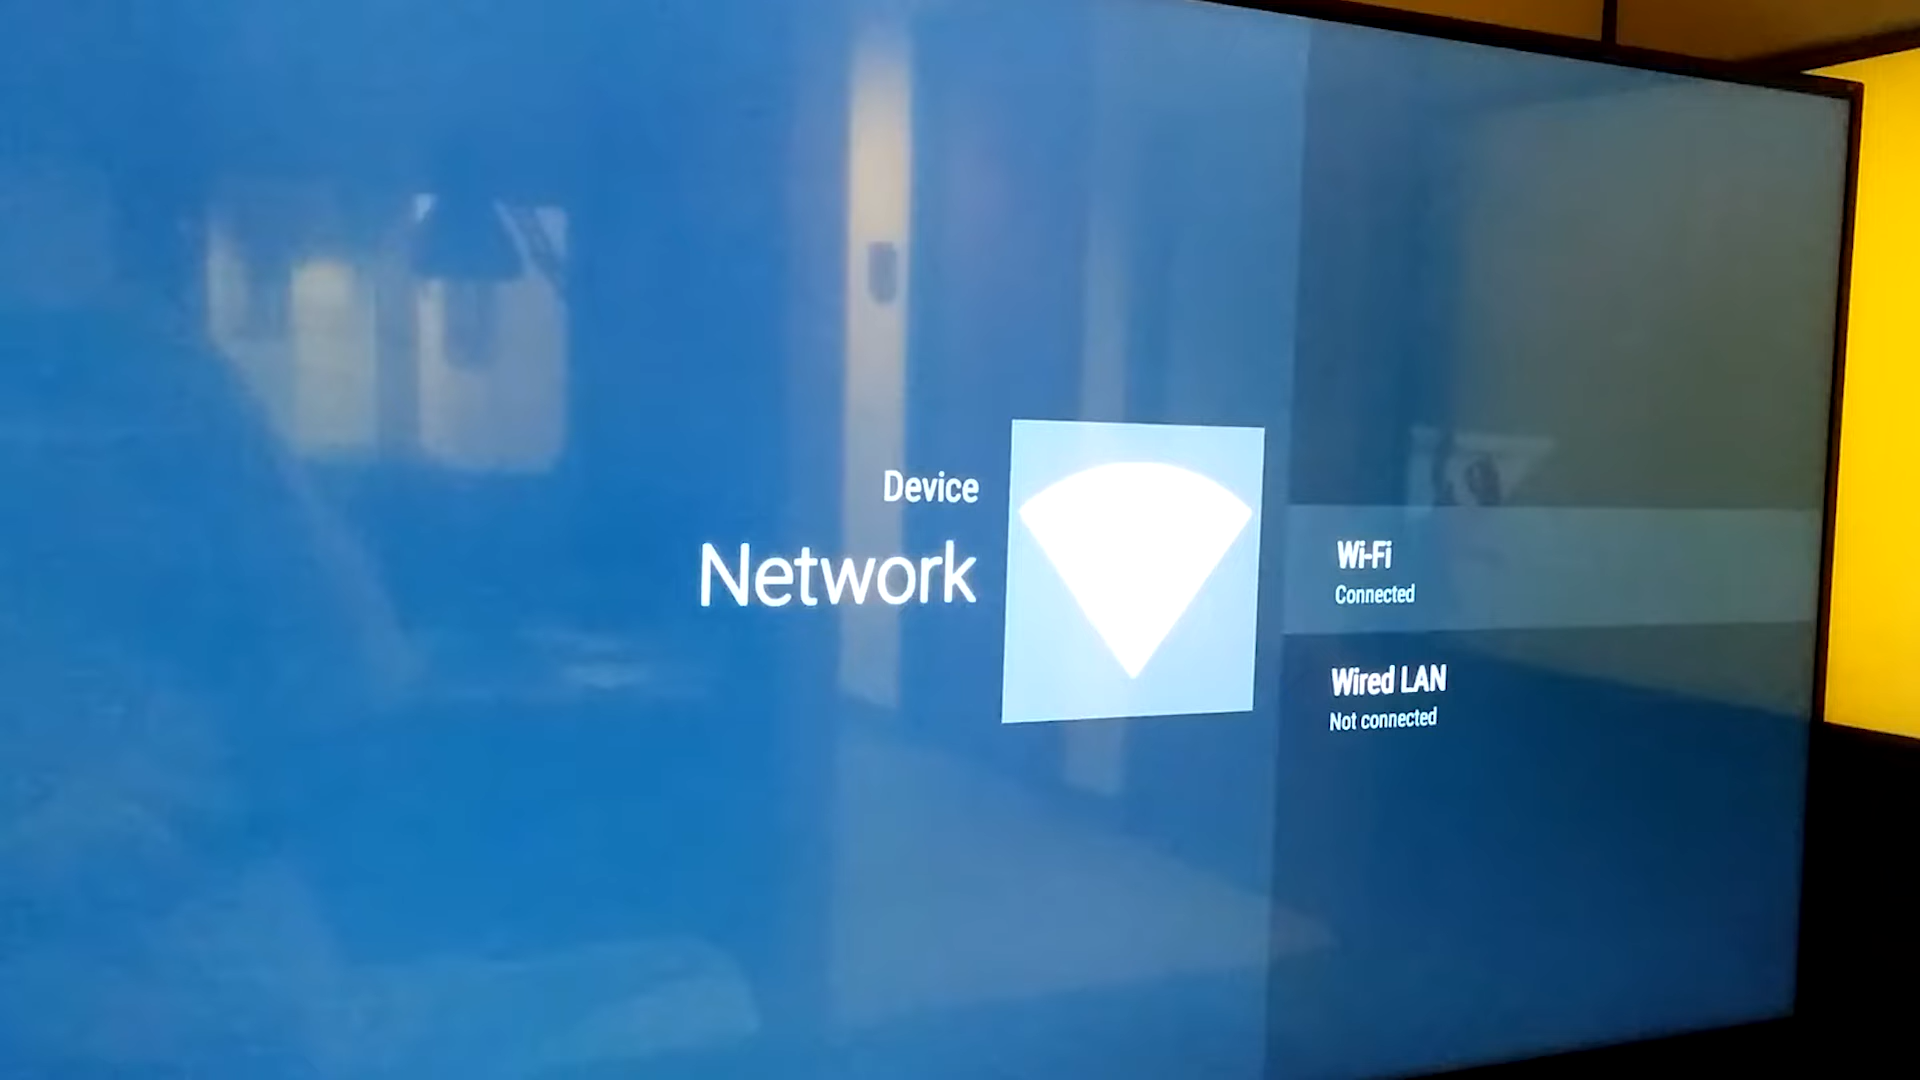 Device
Network
Wi-Fi
Connected
Wired LAN
Not connected